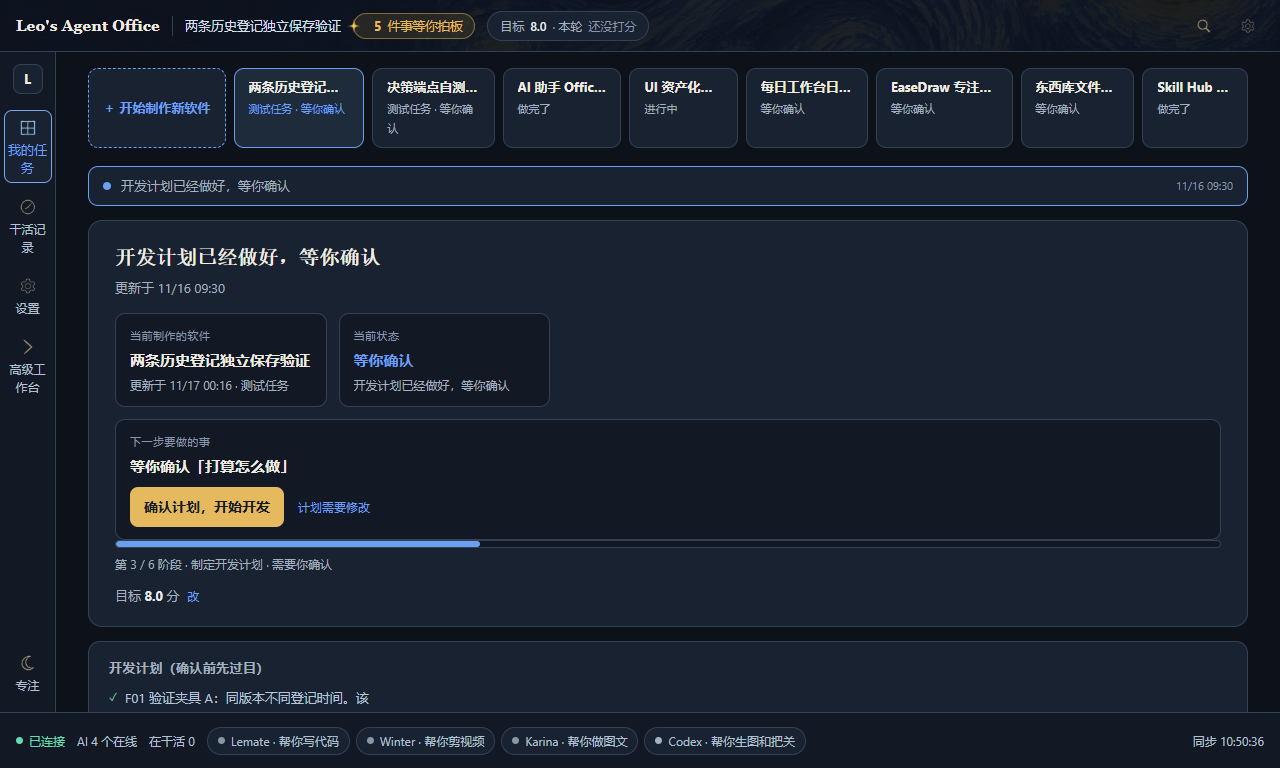 Leo's Agent Office
两条历史登记独立保存验证
5 件事等你拍板
目标 8.0 · 本轮 还没打分
L
我的任务
干活记录
设置
高级工作台
专注
+ 开始制作新软件
两条历史登记...
测试任务 · 等你确认
决策端点自测...
测试任务 · 等你确认
AI 助手 Offic...
做完了
UI 资产化...
进行中
每日工作台日...
等你确认
EaseDraw 专注...
等你确认
东西库文件...
等你确认
Skill Hub ...
做完了
开发计划已经做好，等你确认
11/16 09:30
开发计划已经做好，等你确认
更新于 11/16 09:30
当前制作的软件
两条历史登记独立保存验证
更新于 11/17 00:16 · 测试任务
当前状态
等你确认
开发计划已经做好，等你确认
下一步要做的事
等你确认「打算怎么做」
确认计划，开始开发
计划需要修改
第 3 / 6 阶段 · 制定开发计划 · 需要你确认
目标 8.0 分 改
开发计划（确认前先过目）
✓ F01 验证夹具 A：同版本不同登记时间。该
已连接
AI 4 个在线
在干活 0
Lemate · 帮你写代码
Winter · 帮你剪视频
Karina · 帮你做图文
Codex · 帮你生图和把关
同步 10:50:36